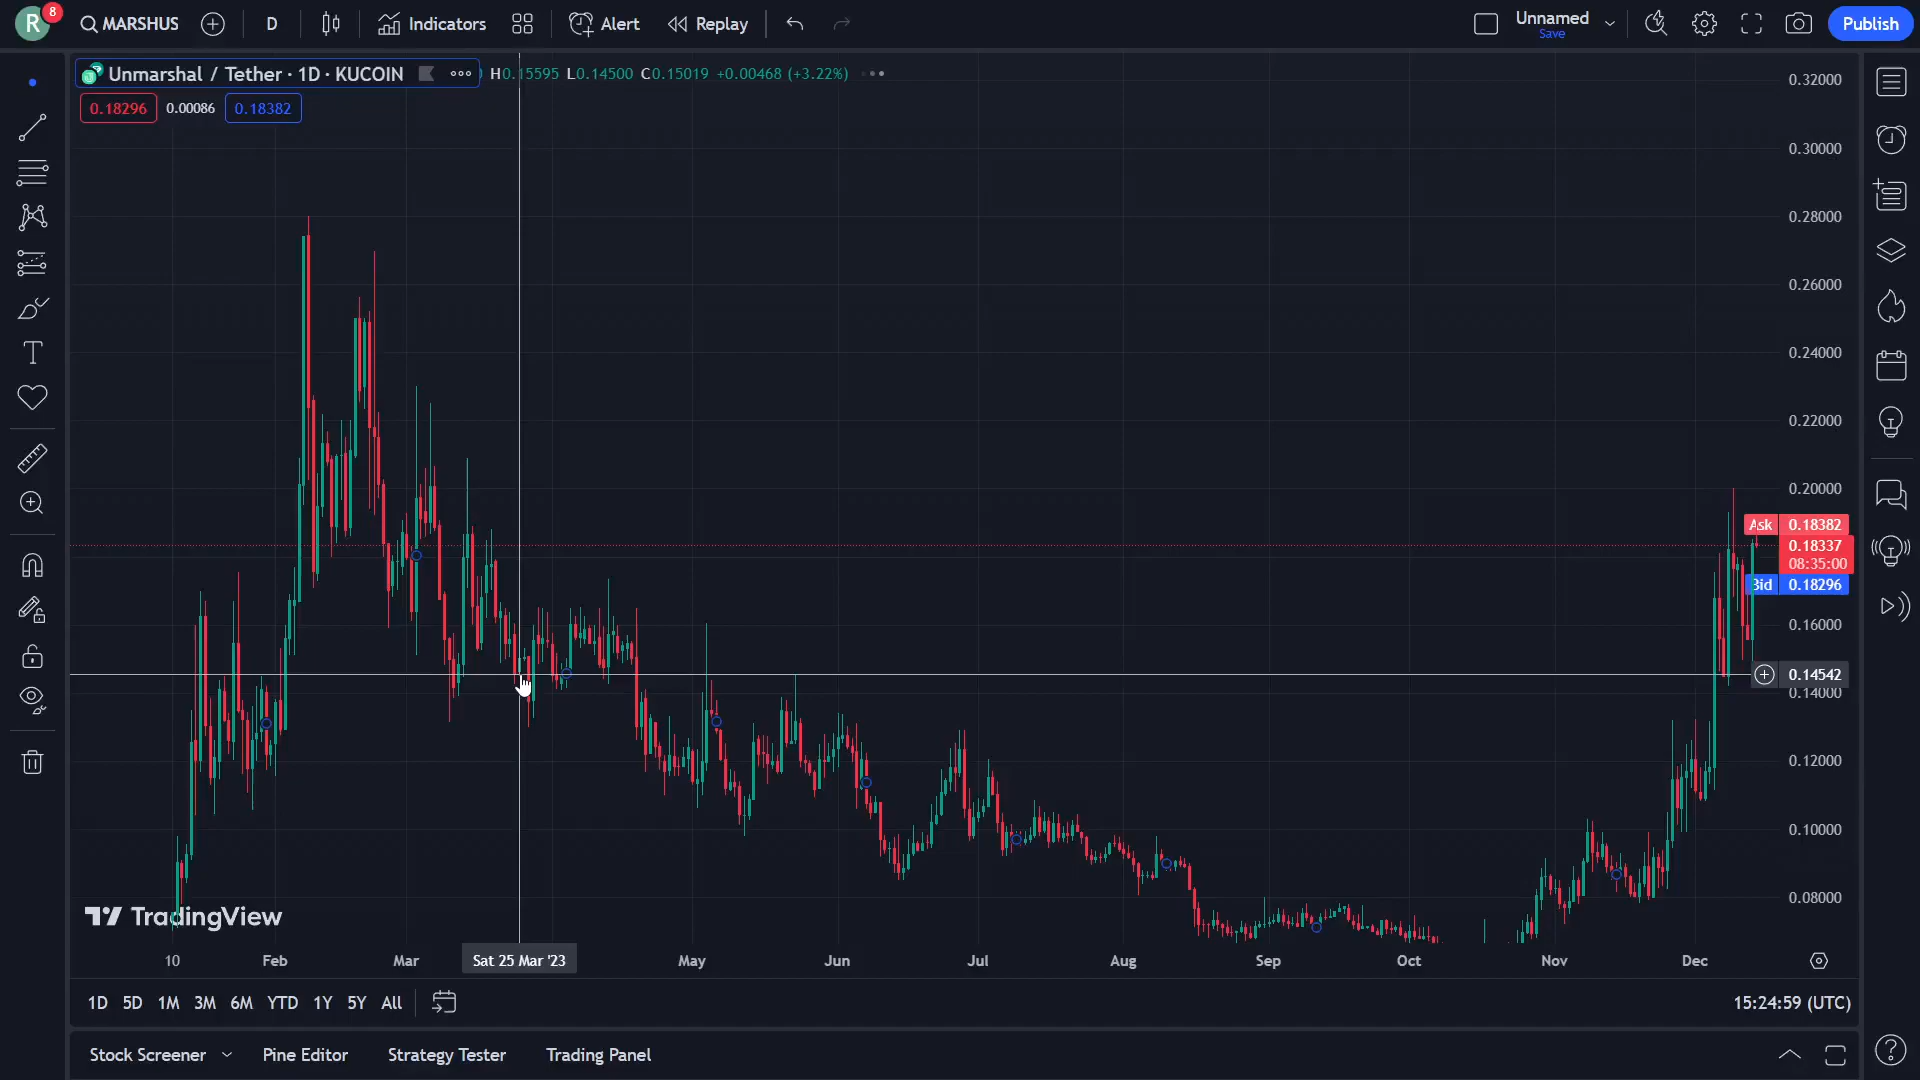 R 8 MARSHUS D Indicators Alert Replay Unnamed Save Publish
Unmarshal / Tether · 1D · KUCOIN H0.15595 L0.14500 C0.15019 +0.00468 (+3.22%)
0.18296 0.00086 0.18382
0.32000
0.30000
0.28000
0.26000
0.24000
0.22000
0.20000
Ask 0.18382
0.18337
08:35:00
Bid 0.18296
0.16000
0.14542
0.14000
0.12000
0.10000
0.08000
TradingView
10 Feb Mar Sat 25 Mar '23 May Jun Jul Aug Sep Oct Nov Dec
1D 5D 1M 3M 6M YTD 1Y 5Y All 15:24:59 (UTC)
Stock Screener Pine Editor Strategy Tester Trading Panel